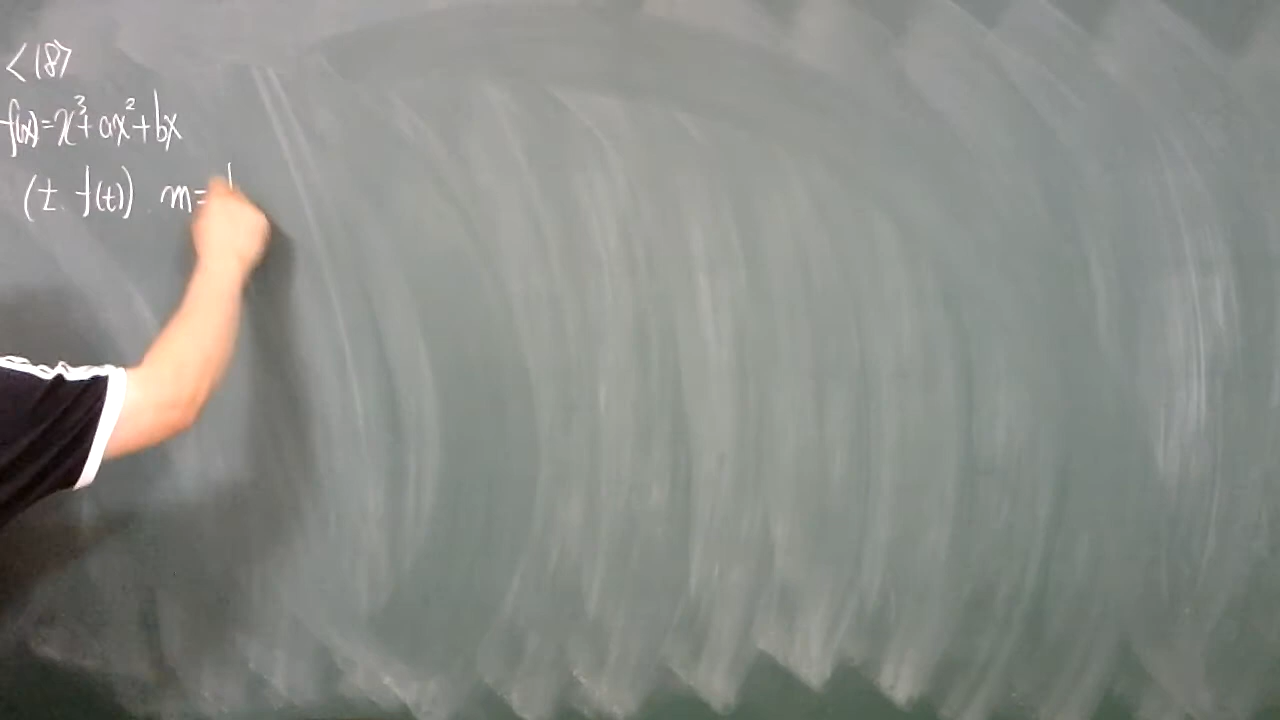 <18>
f(x)=x³+ax²+bx
(t. f(t)) m=